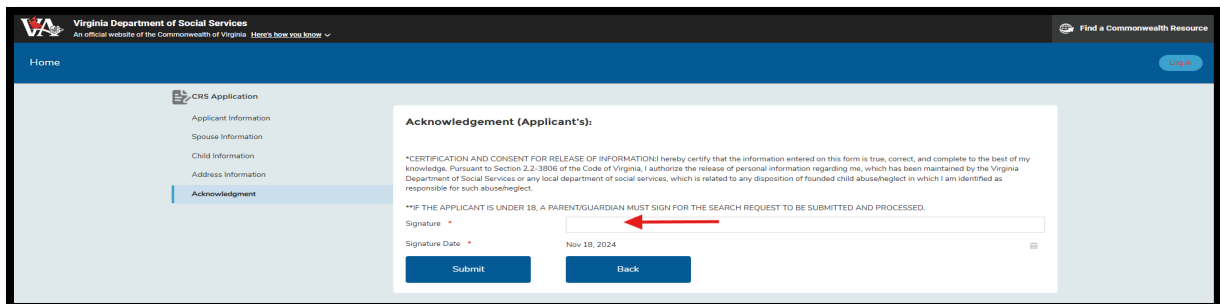 VA
Virginia Department of Social Services
An official website of the Commonwealth of Virginia Here's how you know
Find a Commonwealth Resource
Home
Log in
CRS Application
Applicant Information
Spouse Information
Child Information
Address Information
Acknowledgment
Acknowledgement (Applicant's):
*CERTIFICATION AND CONSENT FOR RELEASE OF INFORMATION:I hereby certify that the information entered on this form is true, correct, and complete to the best of my
knowledge. Pursuant to Section 2.2-3806 of the Code of Virginia, I authorize the release of personal information regarding me, which has been maintained by the Virginia
Department of Social Services or any local department of social services, which is related to any disposition of founded child abuse/neglect in which I am identified as
responsible for such abuse/neglect.
**IF THE APPLICANT IS UNDER 18, A PARENT/GUARDIAN MUST SIGN FOR THE SEARCH REQUEST TO BE SUBMITTED AND PROCESSED.
Signature *
Signature Date * Nov 18, 2024
Submit Back